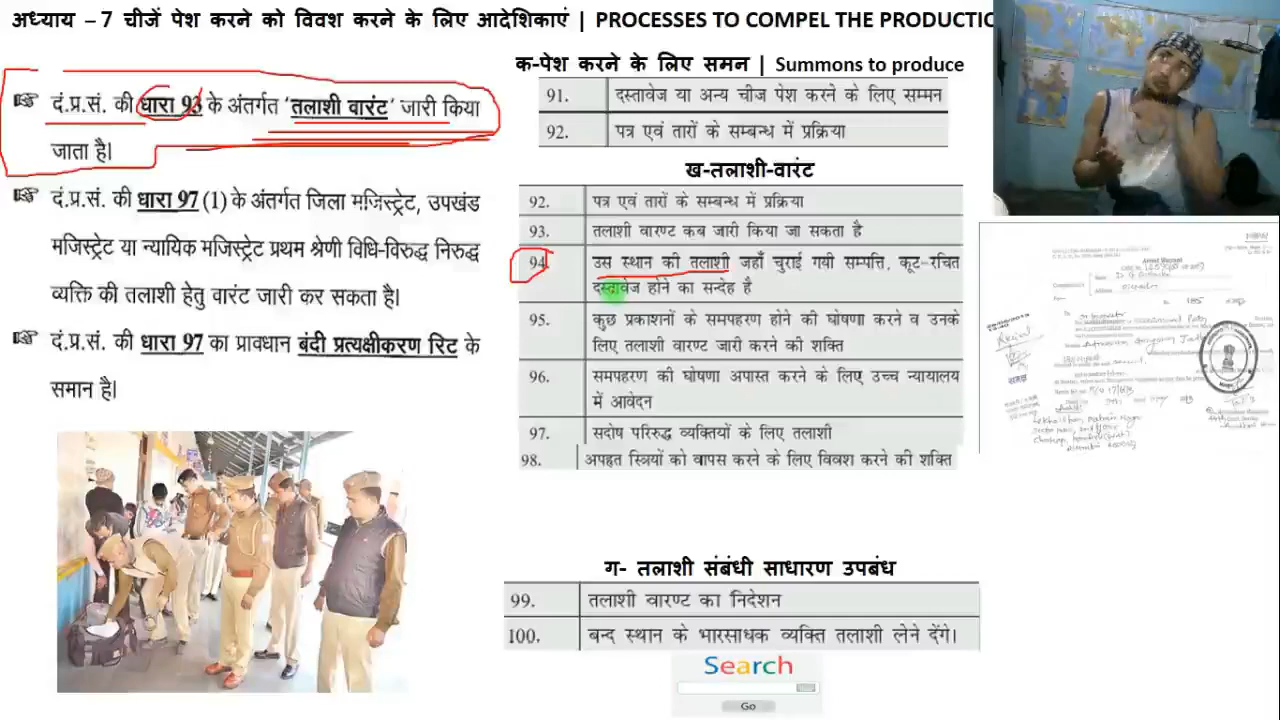 अध्याय – 7 चीजें पेश करने को विवश करने के लिए आदेशिकाएं | PROCESSES TO COMPEL THE PRODUCTIO
☞ दं.प्र.सं. की धारा 93 के अंतर्गत 'तलाशी वारंट' जारी किया
जाता है।
☞ दं.प्र.सं. की धारा 97 (1) के अंतर्गत जिला मजिस्ट्रेट, उपखंड
मजिस्ट्रेट या न्यायिक मजिस्ट्रेट प्रथम श्रेणी विधि-विरुद्ध निरुद्ध
व्यक्ति की तलाशी हेतु वारंट जारी कर सकता है।
☞ दं.प्र.सं. की धारा 97 का प्रावधान बंदी प्रत्यक्षीकरण रिट के
समान है।
क-पेश करने के लिए समन | Summons to produce
91. दस्तावेज या अन्य चीज पेश करने के लिए सम्मन
92. पत्र एवं तारों के सम्बन्ध में प्रक्रिया
ख-तलाशी-वारंट
92. पत्र एवं तारों के सम्बन्ध में प्रक्रिया
93. तलाशी वारण्ट कब जारी किया जा सकता है
94. उस स्थान की तलाशी जहाँ चुराई गयी सम्पत्ति, कूट-रचित
दस्तावेज होने का सन्देह है
95. कुछ प्रकाशनों के समपहरण होने की घोषणा करने व उनके
लिए तलाशी वारण्ट जारी करने की शक्ति
96. समपहरण की घोषणा अपास्त करने के लिए उच्च न्यायालय
में आवेदन
97. सदोष परिरुद्ध व्यक्तियों के लिए तलाशी
98. अपहृत स्त्रियों को वापस करने के लिए विवश करने की शक्ति
ग- तलाशी संबंधी साधारण उपबंध
99. तलाशी वारण्ट का निदेशन
100. बन्द स्थान के भारसाधक व्यक्ति तलाशी लेने देंगे।
Search
Go
Arrest Warrant